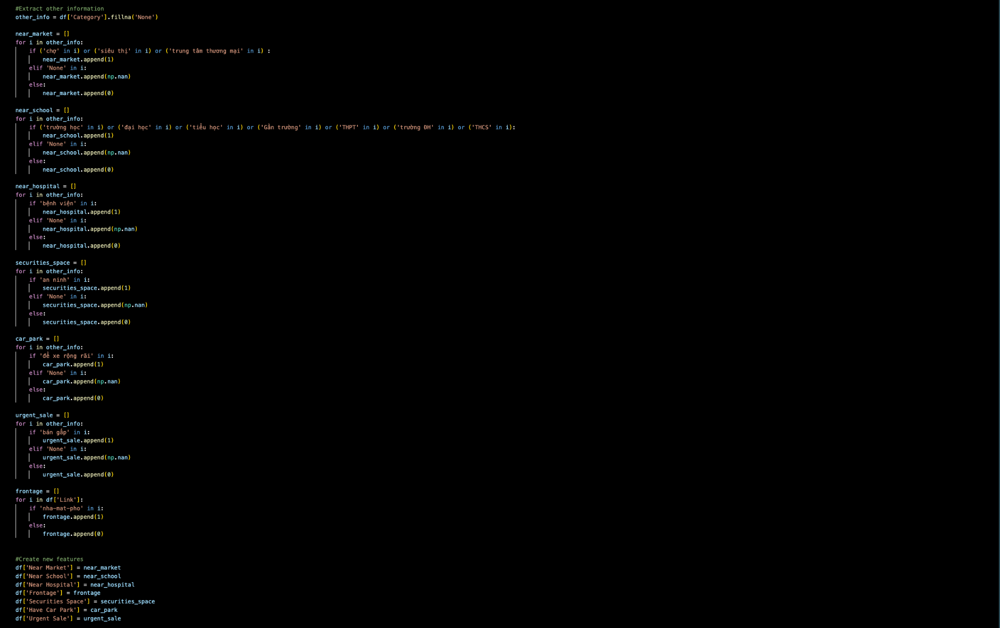 #Extract other information
other_info = df['Category'].fillna('None')
near_market = []
for i in other_info:
    if ('chợ' in i) or ('siêu thị' in i) or ('trung tâm thương mại' in i) :
        near_market.append(1)
    elif 'None' in i:
        near_market.append(np.nan)
    else:
        near_market.append(0)
near_school = []
for i in other_info:
    if ('trường học' in i) or ('đại học' in i) or ('tiểu học' in i) or ('Gần trường' in i) or ('THPT' in i) or ('trường ĐH' in i) or ('THCS' in i):
        near_school.append(1)
    elif 'None' in i:
        near_school.append(np.nan)
    else:
        near_school.append(0)
near_hospital = []
for i in other_info:
    if 'bệnh viện' in i:
        near_hospital.append(1)
    elif 'None' in i:
        near_hospital.append(np.nan)
    else:
        near_hospital.append(0)
securities_space = []
for i in other_info:
    if 'an ninh' in i:
        securities_space.append(1)
    elif 'None' in i:
        securities_space.append(np.nan)
    else:
        securities_space.append(0)
car_park = []
for i in other_info:
    if 'để xe rộng rãi' in i:
        car_park.append(1)
    elif 'None' in i:
        car_park.append(np.nan)
    else:
        car_park.append(0)
urgent_sale = []
for i in other_info:
    if 'bán gấp' in i:
        urgent_sale.append(1)
    elif 'None' in i:
        urgent_sale.append(np.nan)
    else:
        urgent_sale.append(0)
frontage = []
for i in df['Link']:
    if 'nha-mat-pho' in i:
        frontage.append(1)
    else:
        frontage.append(0)
#Create new features
df['Near Market'] = near_market
df['Near School'] = near_school
df['Near Hospital'] = near_hospital
df['Frontage'] = frontage
df['Securities Space'] = securities_space
df['Have Car Park'] = car_park
df['Urgent Sale'] = urgent_sale